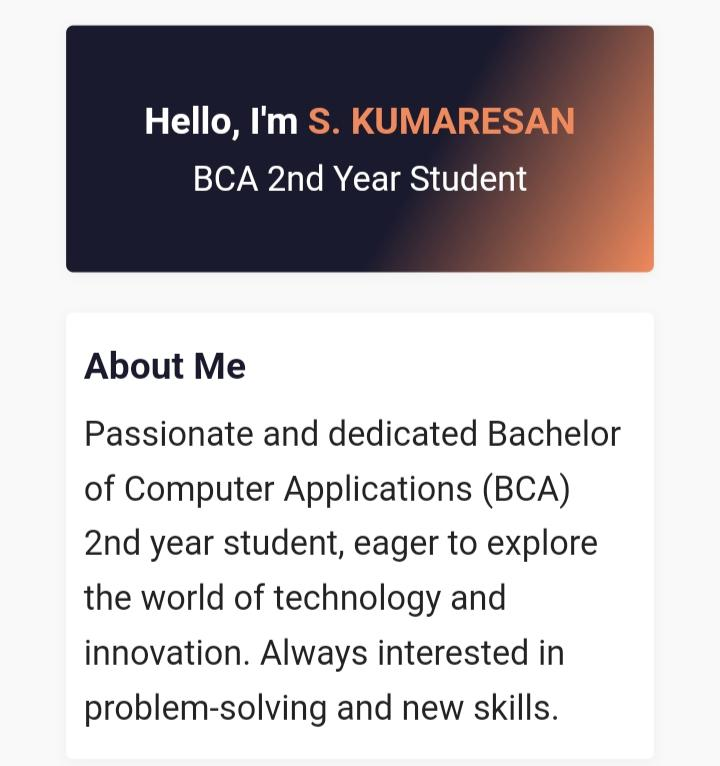 Hello, I'm S. KUMARESAN
BCA 2nd Year Student
About Me
Passionate and dedicated Bachelor
of Computer Applications (BCA)
2nd year student, eager to explore
the world of technology and
innovation. Always interested in
problem-solving and new skills.